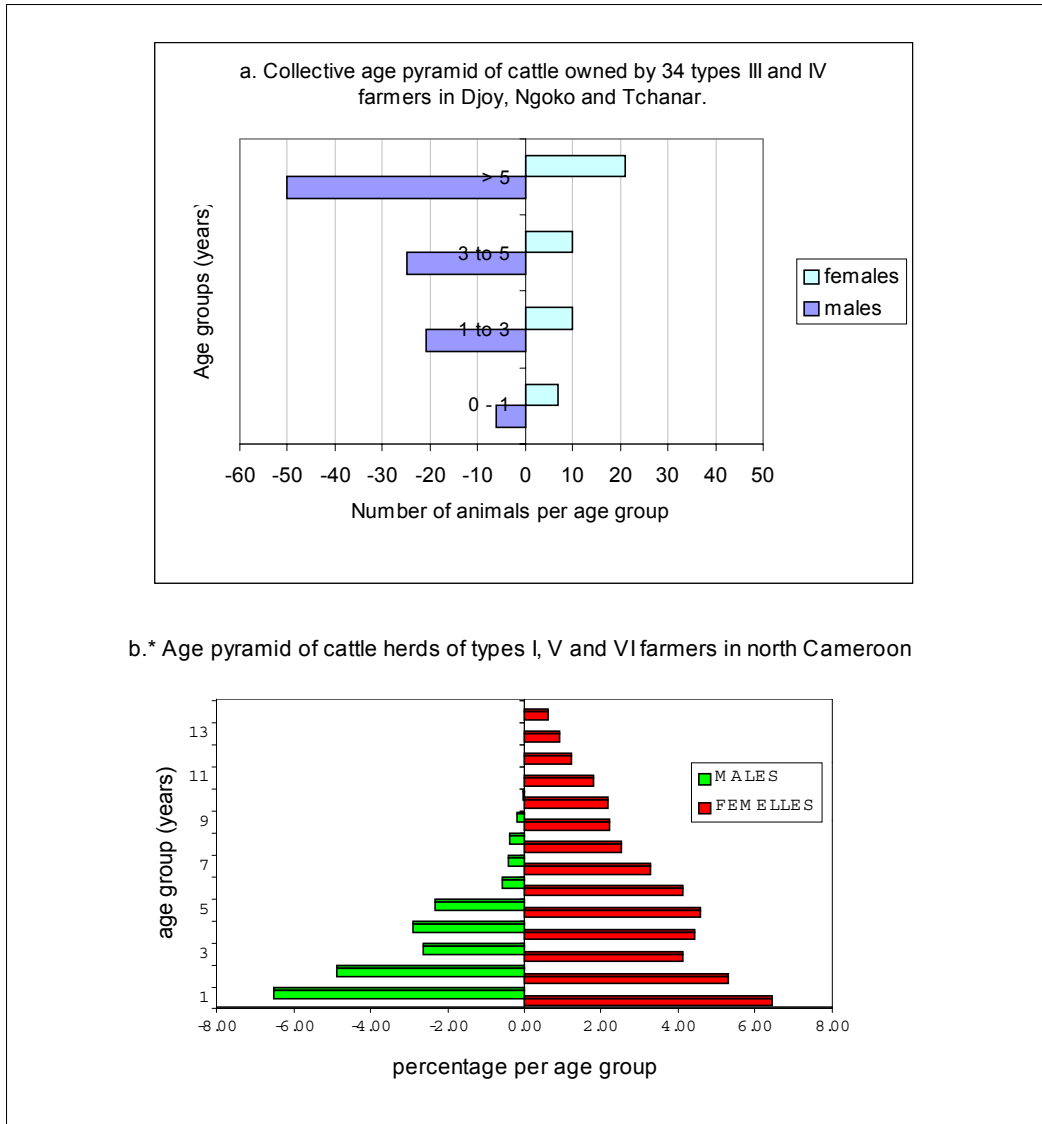 a. Collective age pyramid of cattle owned by 34 types III and IV
farmers in Djoy, Ngoko and Tchanar.
Age groups (years)
> 5
3 to 5
1 to 3
0 - 1
females
males
-60 -50 -40 -30 -20 -10 0 10 20 30 40 50
Number of animals per age group
b.* Age pyramid of cattle herds of types I, V and VI farmers in north Cameroon
age group (years)
13
11
9
7
5
3
1
MALES
FEMELLES
-8.00 -6.00 -4.00 -2.00 0.00 2.00 4.00 6.00 8.00
percentage per age group